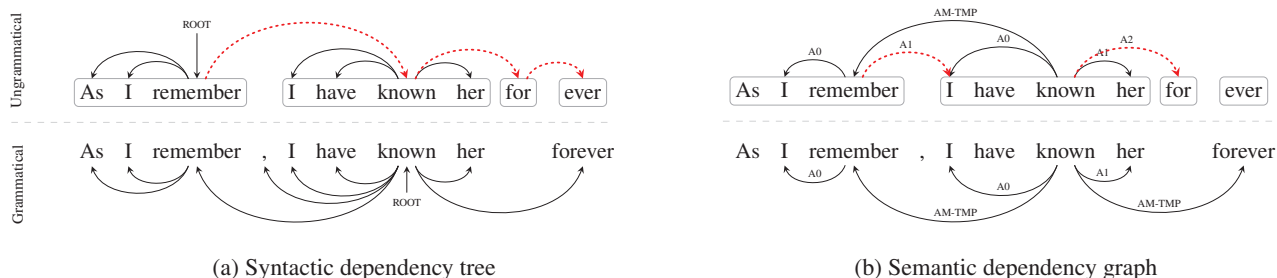 Ungrammatical
ROOT
As I remember I have known her for ever
Grammatical
As I remember , I have known her forever
ROOT
(a) Syntactic dependency tree
AM-TMP
A0 A1 A0 A1 A2
As I remember I have known her for ever
As I remember , I have known her forever
A0 A0 A1
AM-TMP AM-TMP
(b) Semantic dependency graph